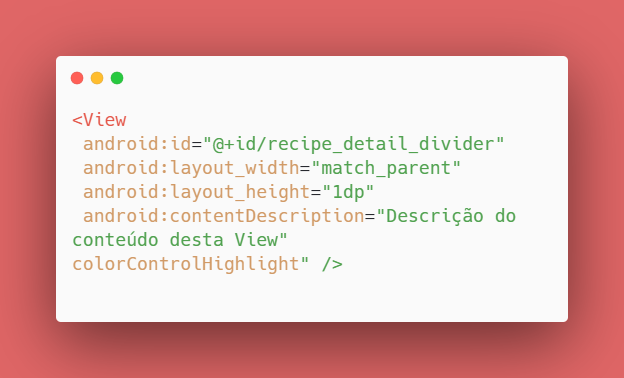 <View
 android:id="@+id/recipe_detail_divider"
 android:layout_width="match_parent"
 android:layout_height="1dp"
 android:contentDescription="Descrição do
conteúdo desta View"
colorControlHighlight" />